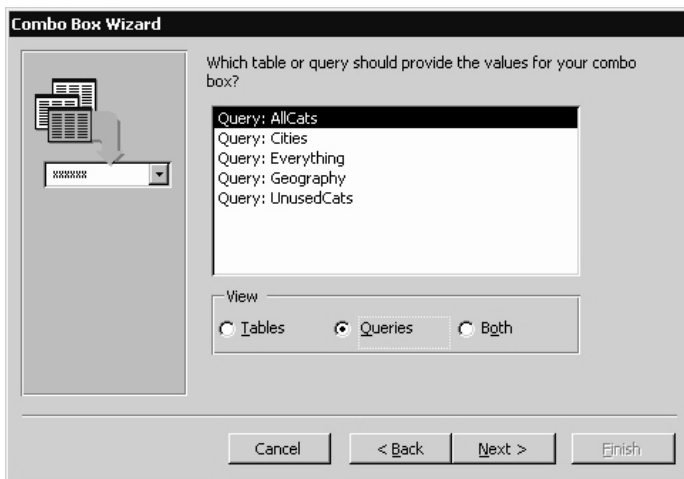 Combo Box Wizard
Which table or query should provide the values for your combo
box?
xxxxxx
Query: AllCats
Query: Cities
Query: Everything
Query: Geography
Query: UnusedCats
View
Tables
Queries
Both
Cancel
< Back
Next >
Finish